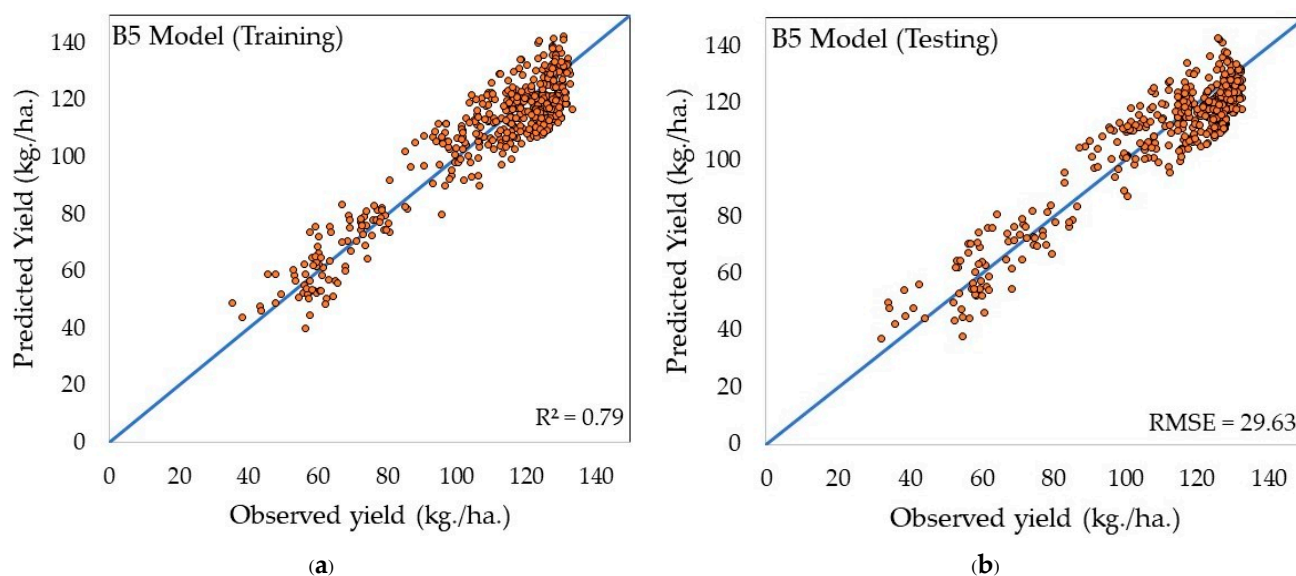 B5 Model (Training)
Predicted Yield (kg./ha.)
140
120
100
80
60
40
20
0
0 20 40 60 80 100 120 140
R² = 0.79
Observed yield (kg./ha.)
(a)
B5 Model (Testing)
Predicted Yield (kg./ha.)
140
120
100
80
60
40
20
0
0 20 40 60 80 100 120 140
RMSE = 29.63
Observed yield (kg./ha.)
(b)